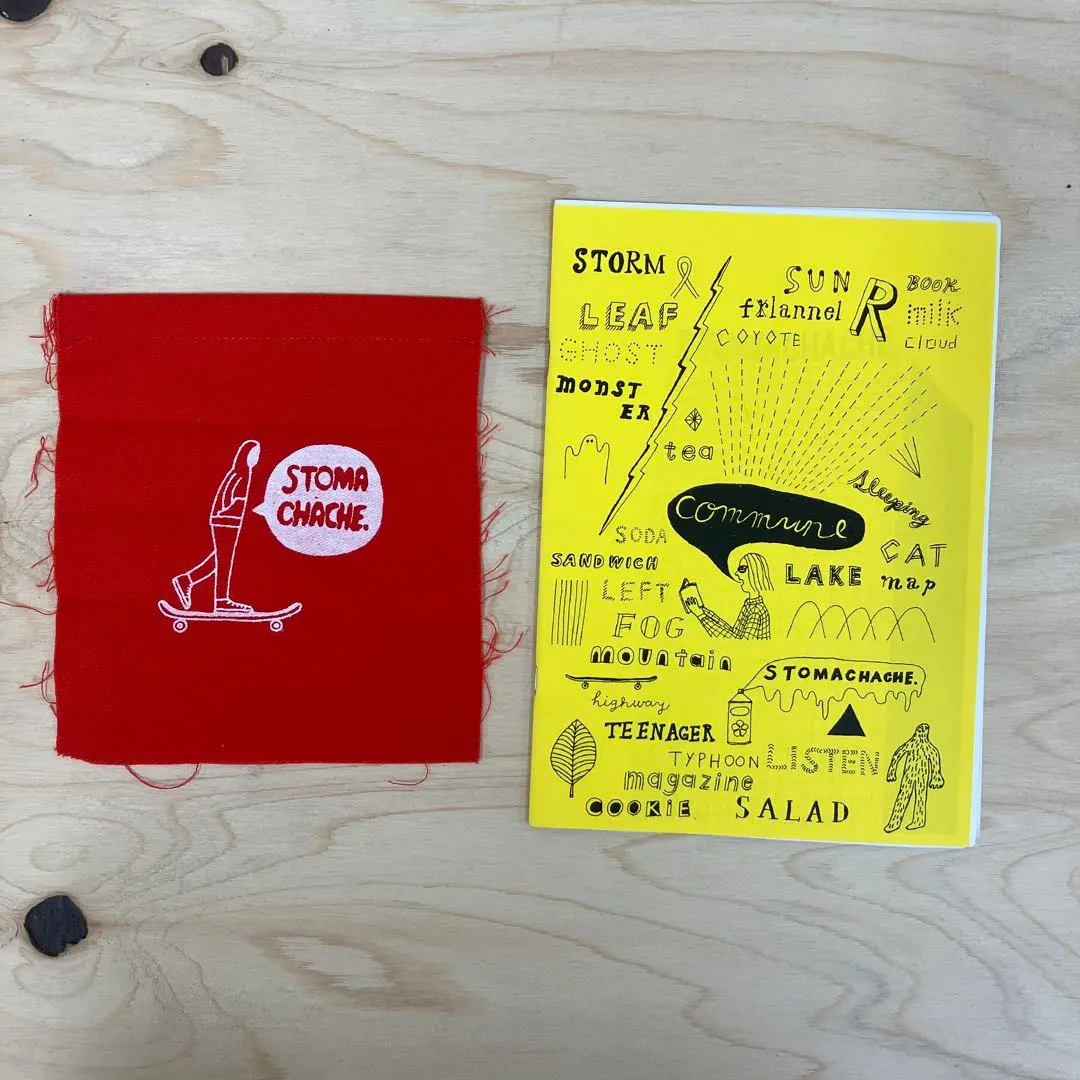 STOMA
CHACHE.
STORM
LEAF
GHOST
MONST
ER
SUN
frlannel
R
BOOK
milk
cloud
COYOTE
tea
Sleeping
commune
SODA
SANDWICH
LEFT
FOG
mountain
LAKE
CAT
map
STOMACHACHE.
highway
TEENAGER
TYPHOON
LISTEN
magazine
COOKIE
SALAD